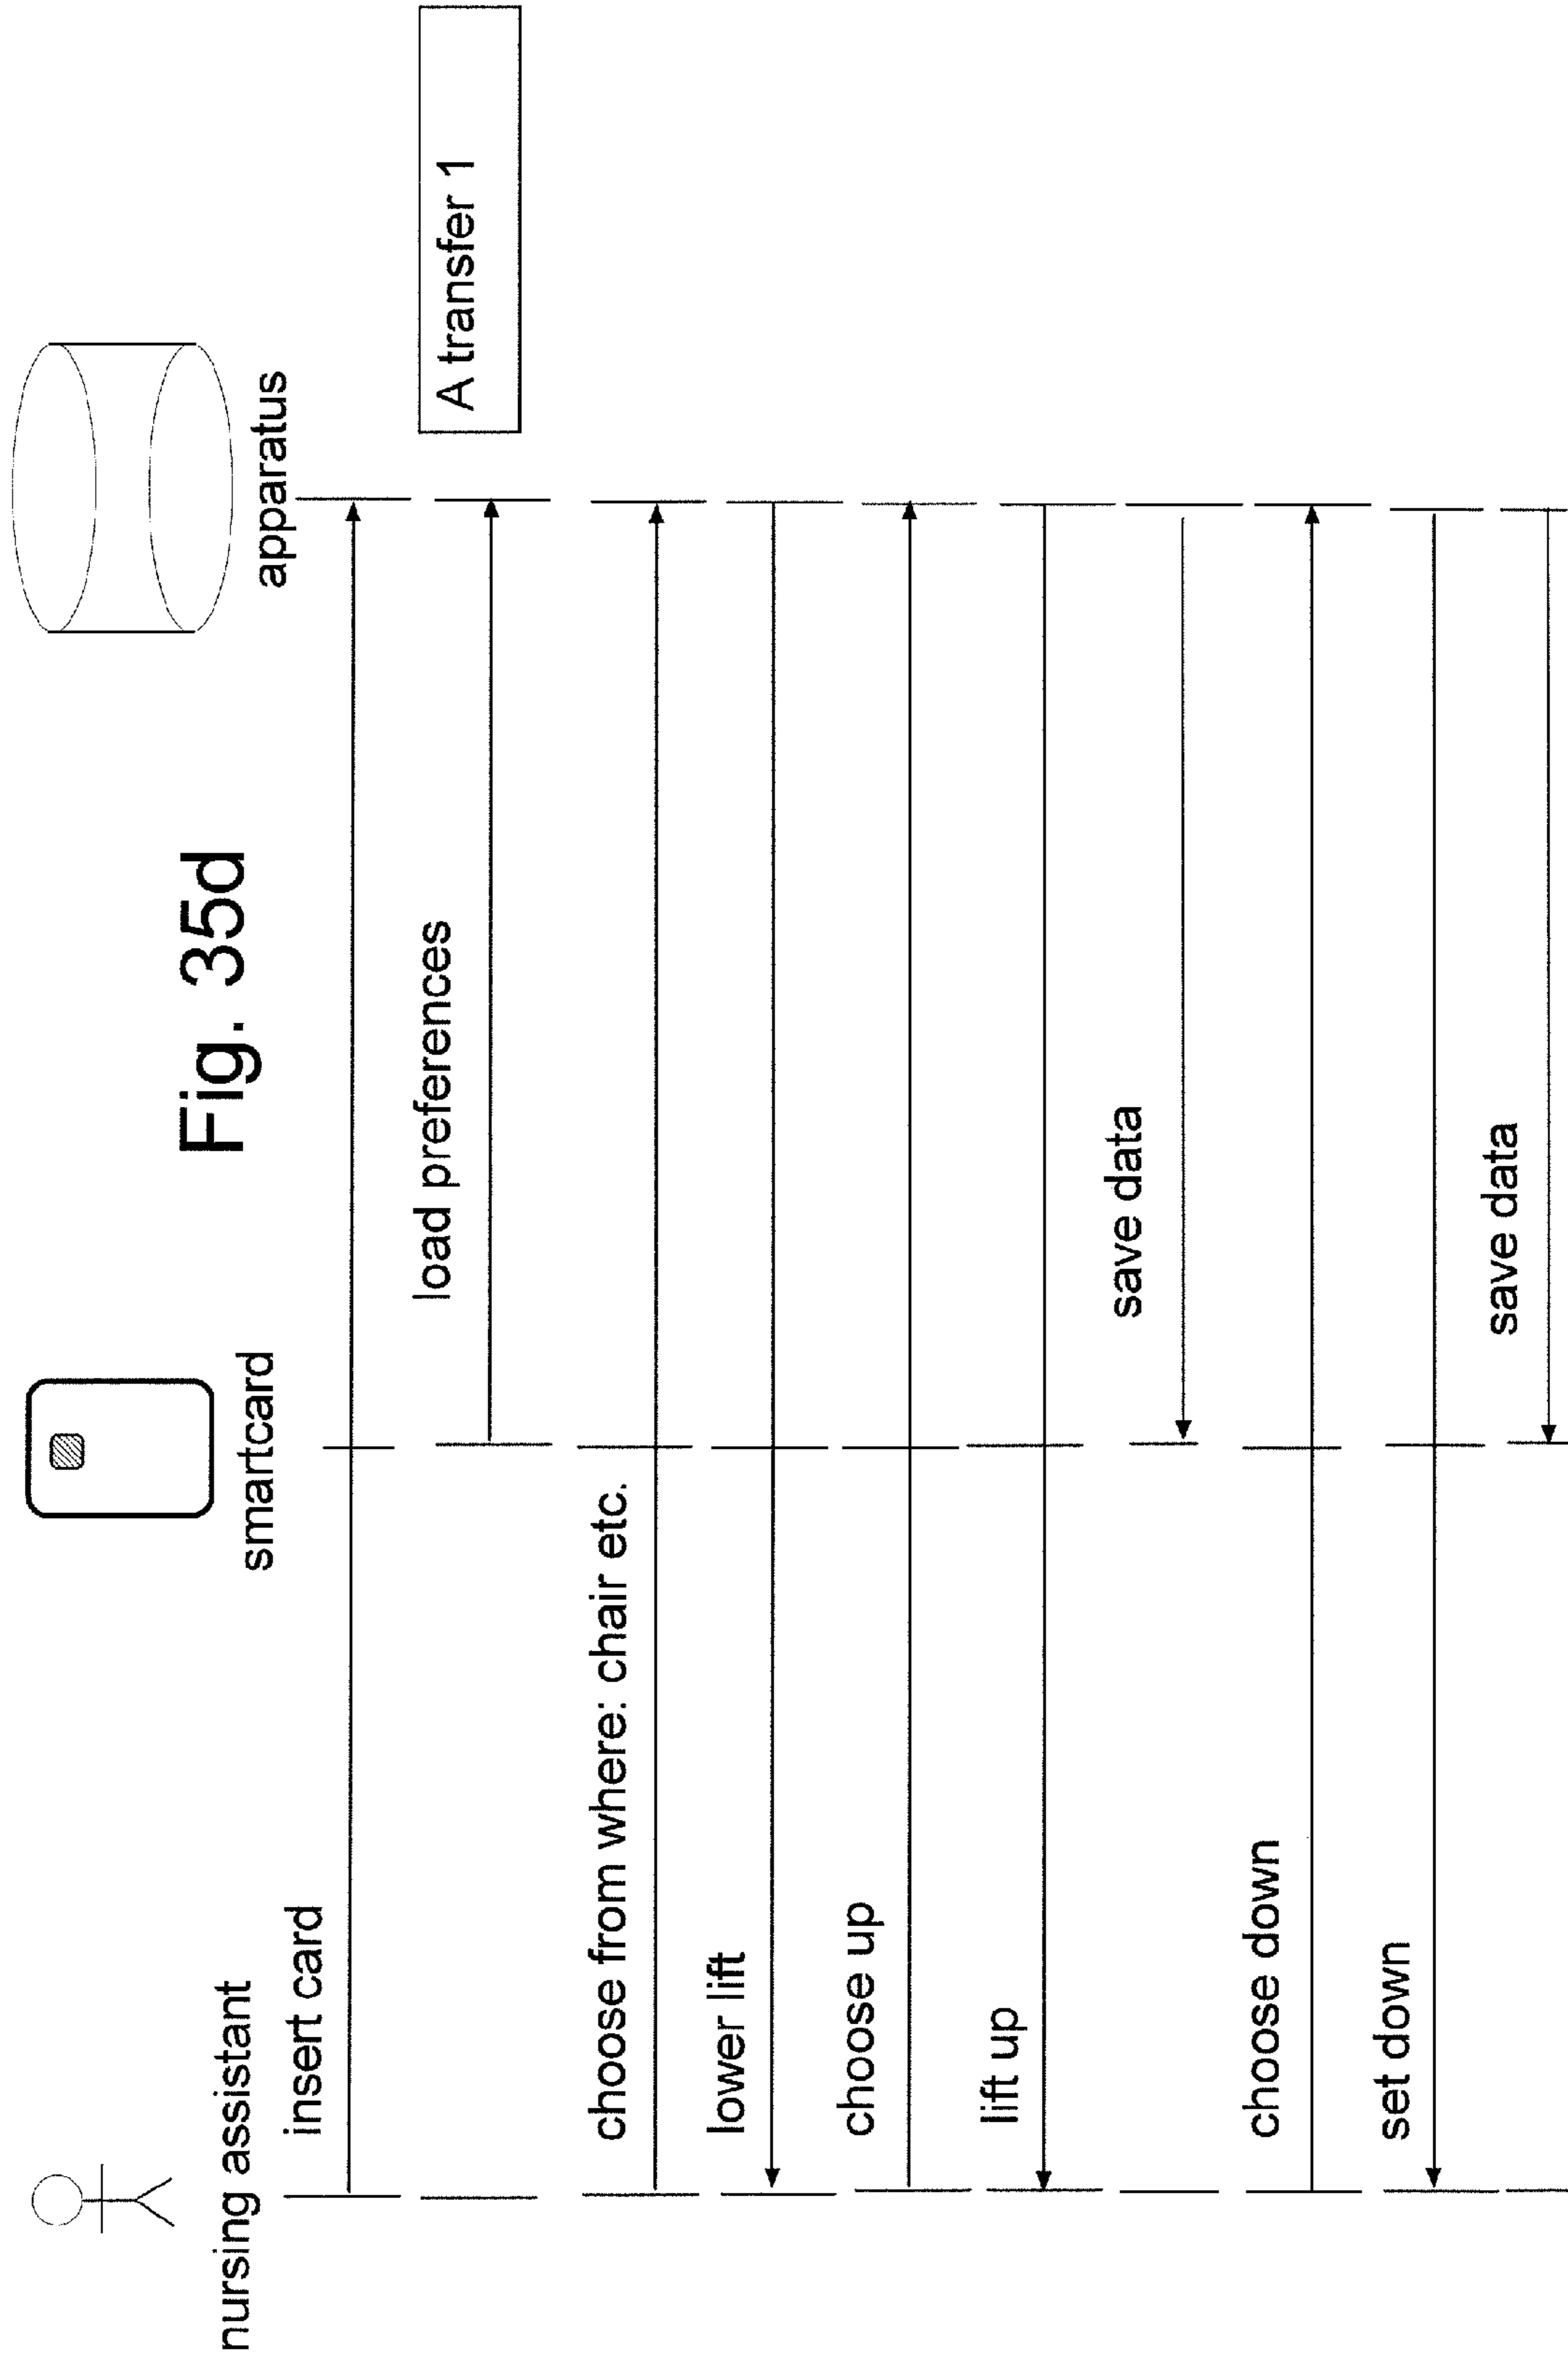 Fig. 35d
nursing assistant
smartcard
apparatus
insert card
load preferences
A transfer 1
choose from where: chair etc.
lower lift
choose up
lift up
save data
choose down
set down
save data